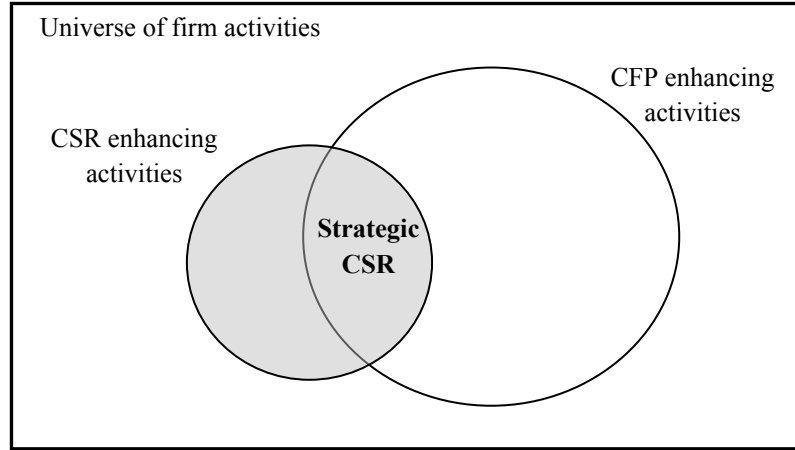 Universe of firm activities
CFP enhancing
activities
CSR enhancing
activities
Strategic
CSR